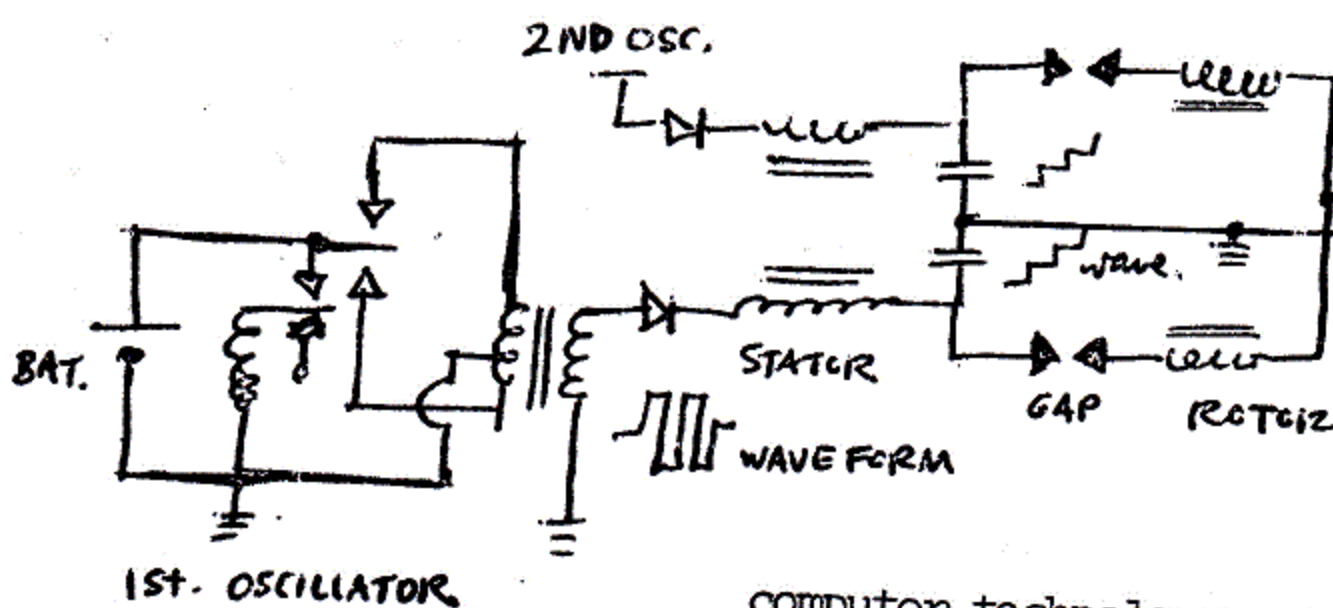 2ND OSC.
wave.
BAT.
STATOR
GAP
ROTOR
WAVE FORM
1St. OSCILLATOR